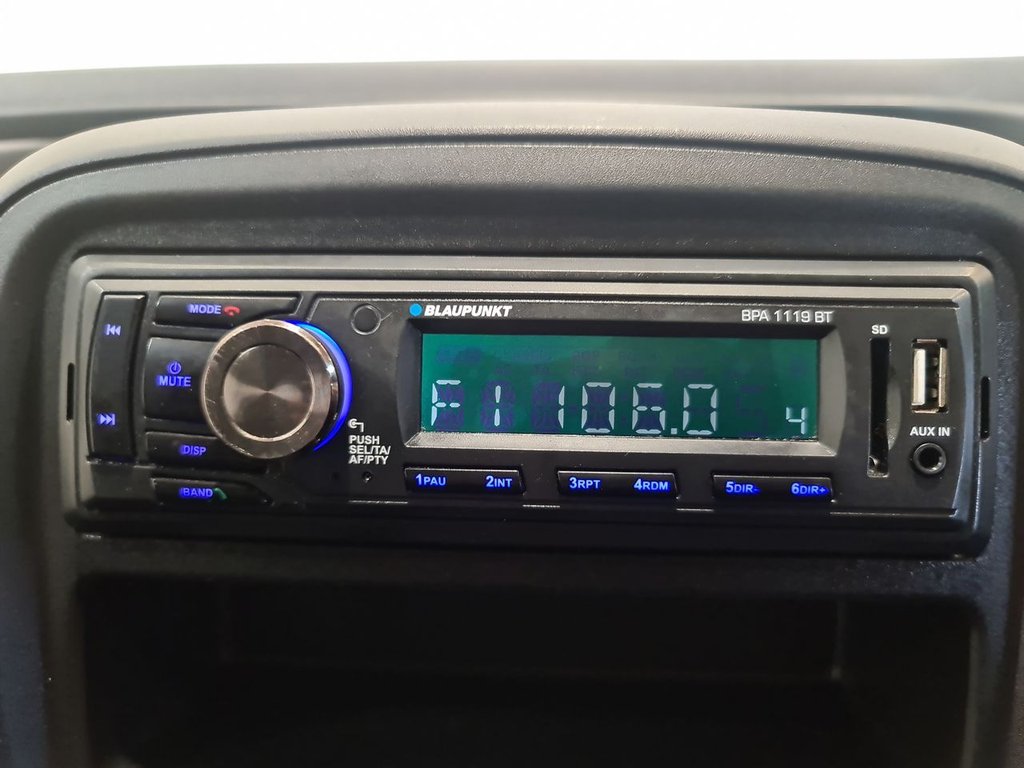 MODE
BLAUPUNKT
BPA 1119 BT
SD
MUTE
F1 106.0 4
PUSH
SEL/TA/
AF/PTY
AUX IN
DISP
BAND
1PAU 2INT 3RPT 4RDM 5DIR- 6DIR+